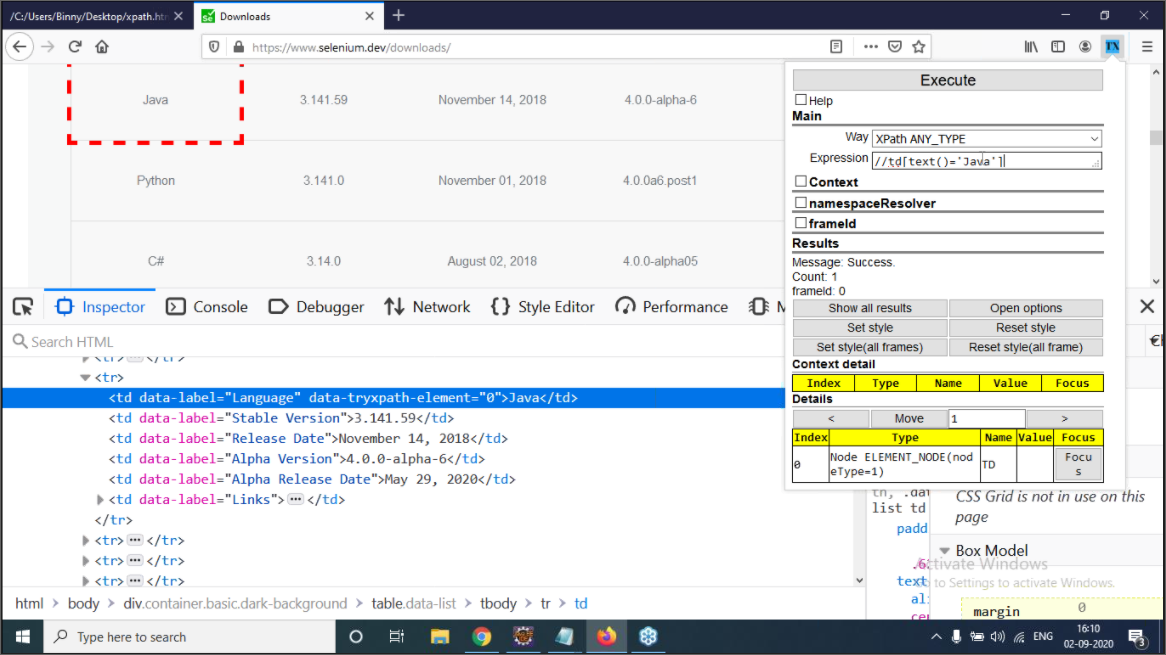 /C:/Users/Binny/Desktop/xpath.htm
Downloads
https://www.selenium.dev/downloads/
Java 3.141.59 November 14, 2018 4.0.0-alpha-6
Python 3.141.0 November 01, 2018 4.0.0a6.post1
C# 3.14.0 August 02, 2018 4.0.0-alpha05
TX
Execute
Help
Main
Way XPath ANY_TYPE
Expression //td[text()='Java']
Context
namespaceResolver
frameId
Results
Message: Success.
Count: 1
frameId: 0
Show all results Open options
Set style Reset style
Set style(all frames) Reset style(all frame)
Context detail
Index Type Name Value Focus
Details
< Move 1 >
Index Type Name Value Focus
0 Node ELEMENT_NODE(nod
eType=1) TD Focu
s
Inspector Console Debugger Network Style Editor Performance M
Search HTML
<tr>
<td data-label="Language" data-tryxpath-element="0">Java</td>
<td data-label="Stable Version">3.141.59</td>
<td data-label="Release Date">November 14, 2018</td>
<td data-label="Alpha Version">4.0.0-alpha-6</td>
<td data-label="Alpha Release Date">May 29, 2020</td>
<td data-label="Links"> ••• </td>
</tr>
<tr> ••• </tr>
<tr> ••• </tr>
<tr> ••• </tr>
html > body > div.container.basic.dark-background > table.data-list > tbody > tr > td
list td
padd
text
CSS Grid is not in use on this
page
Box Model
Activate Windows
to Settings to activate Windows.
margin 0
Type here to search
ENG
16:10
02-09-2020
3